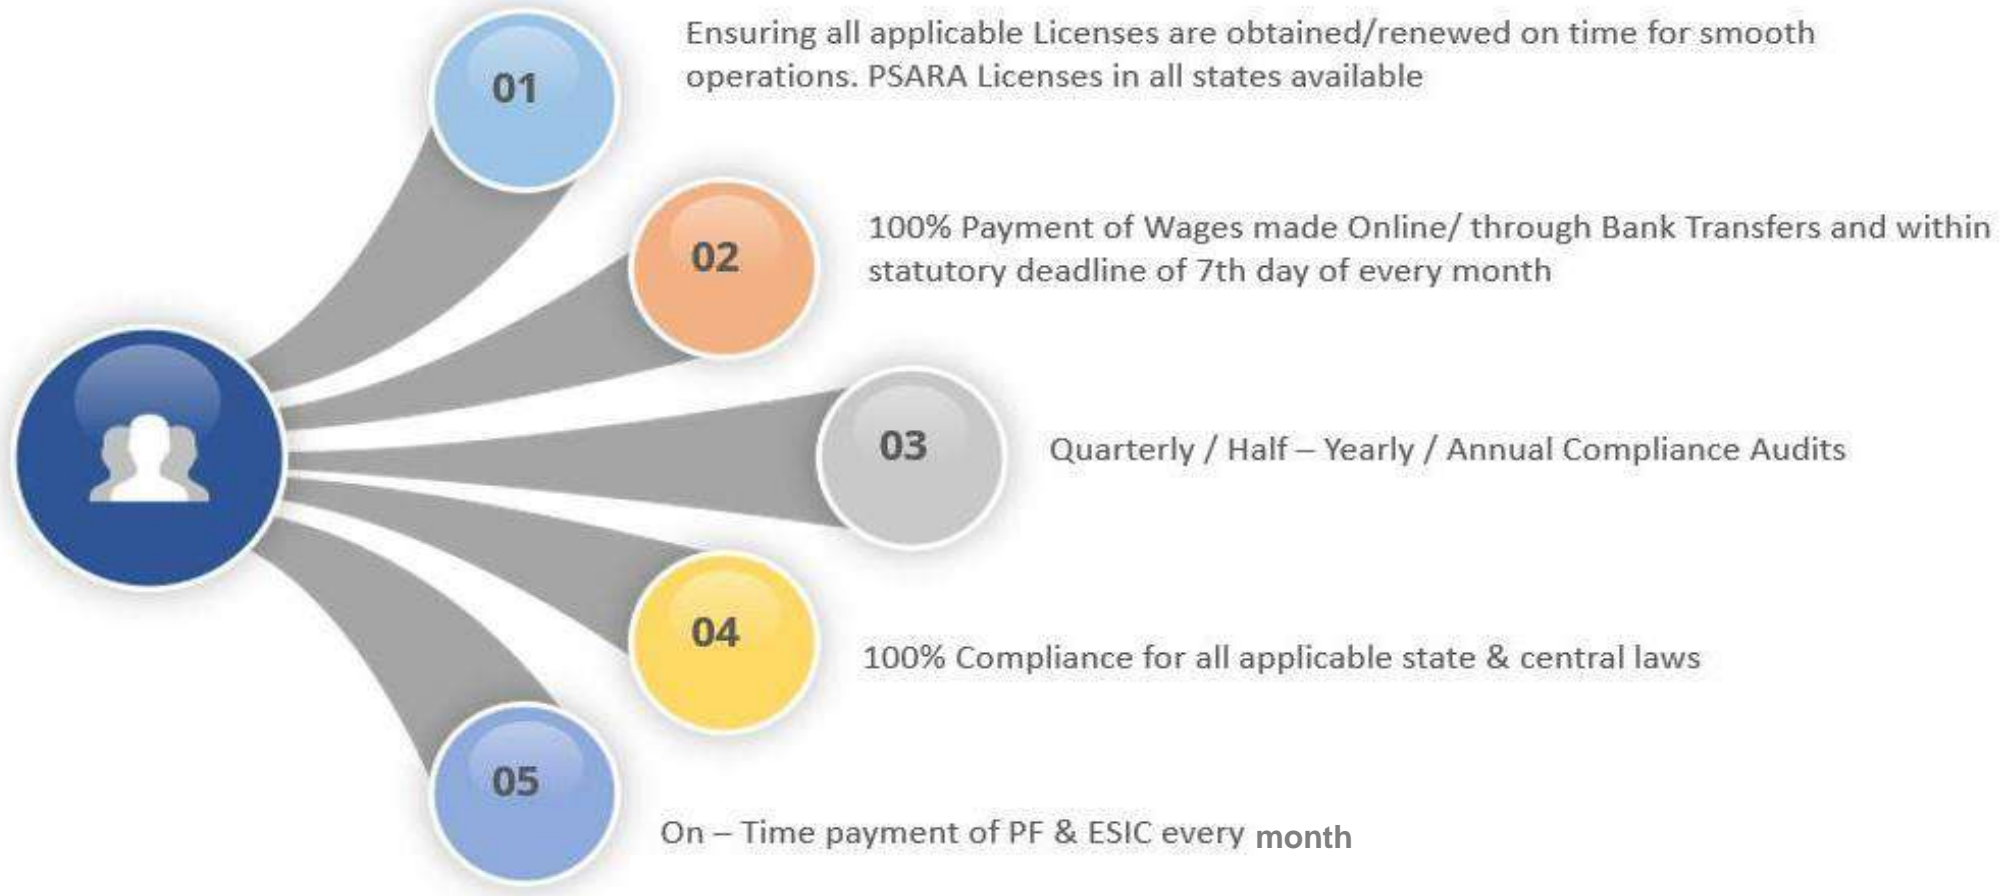 01
Ensuring all applicable Licenses are obtained/renewed on time for smooth
operations. PSARA Licenses in all states available
02
100% Payment of Wages made Online/ through Bank Transfers and within
statutory deadline of 7th day of every month
03
Quarterly / Half – Yearly / Annual Compliance Audits
04
100% Compliance for all applicable state & central laws
05
On – Time payment of PF & ESIC every month